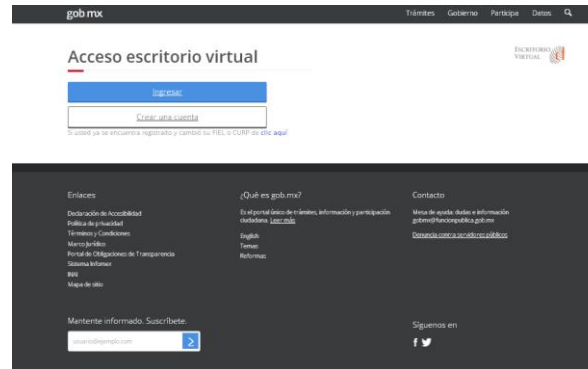 gob mx
Trámites Gobierno Participa Datos
Acceso escritorio virtual
ESCRITORIO
VIRTUAL
Ingresar
Crear una cuenta
Si usted ya se encuentra registrado y cambió su FIEL o CURP de clic aquí
Enlaces
Declaración de Accesibilidad
Política de privacidad
Términos y Condiciones
Marco Jurídico
Portal de Obligaciones de Transparencia
Sistema Infomex
INAI
Mapa de sitio
¿Qué es gob.mx?
Es el portal único de trámites, información y participación
ciudadana. Leer más
English
Temas
Reformas
Contacto
Mesa de ayuda: dudas e información
gobmx@funcionpublica.gob.mx
Denuncia contra servidores públicos
Mantente informado. Suscríbete.
usuario@ejemplo.com
Síguenos en